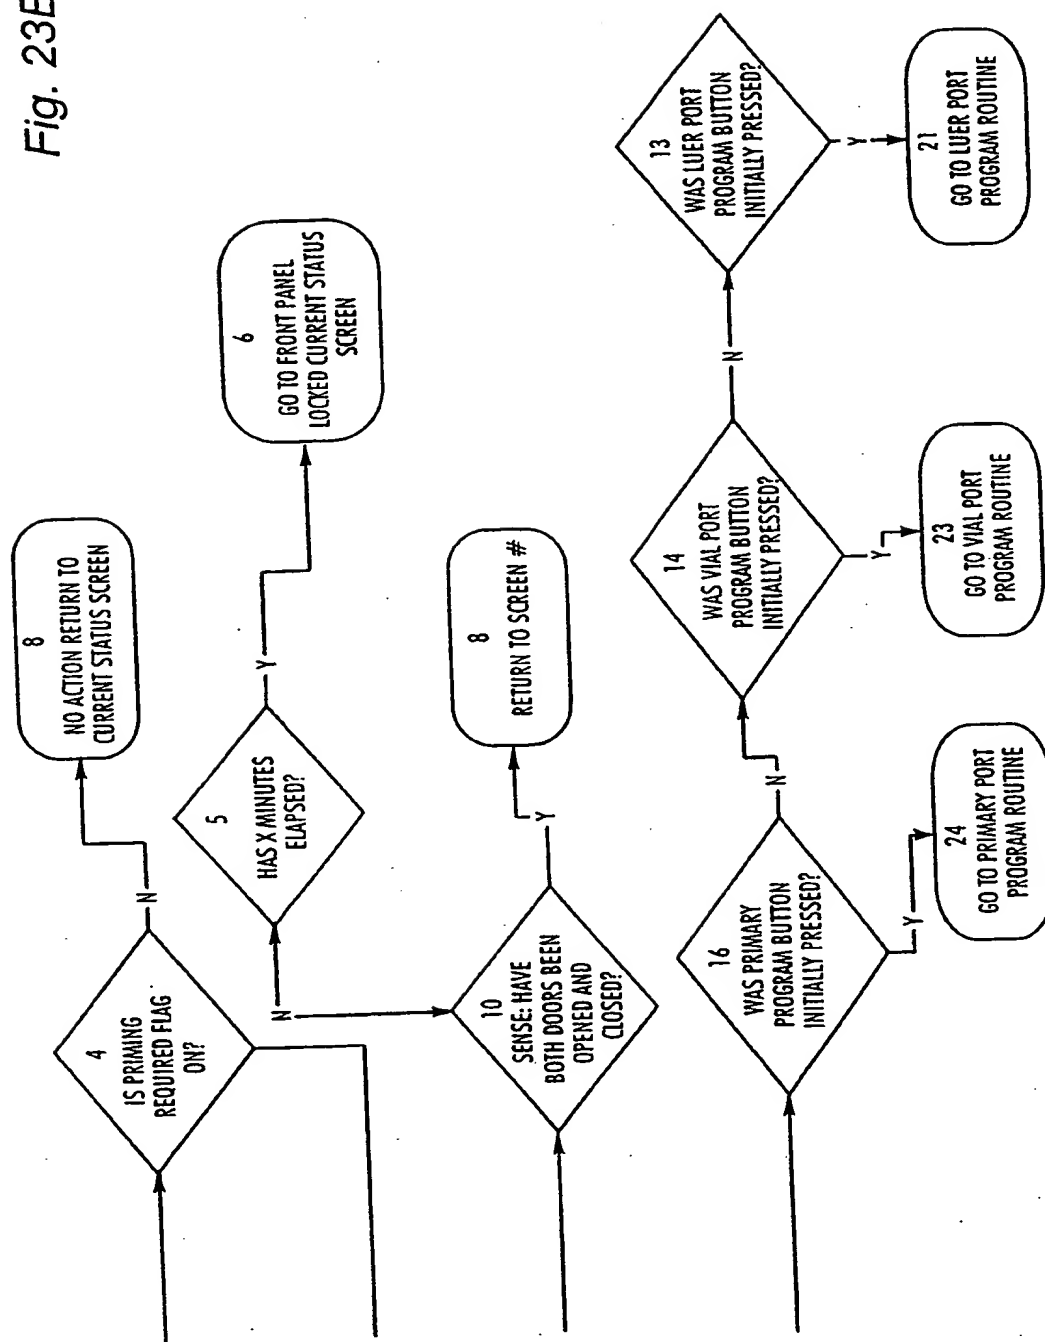 Fig. 23E
4
IS PRIMING
REQUIRED FLAG
ON?
N
8
NO ACTION RETURN TO
CURRENT STATUS SCREEN
5
HAS X MINUTES
ELAPSED?
Y
N
6
GO TO FRONT PANEL
LOCKED CURRENT STATUS
SCREEN
10
SENSE: HAVE
BOTH DOORS BEEN
OPENED AND
CLOSED?
Y
8
RETURN TO SCREEN #
16
WAS PRIMARY
PROGRAM BUTTON
INITIALLY PRESSED?
N
Y
24
GO TO PRIMARY PORT
PROGRAM ROUTINE
14
WAS VIAL PORT
PROGRAM BUTTON
INITIALLY PRESSED?
N
Y
23
GO TO VIAL PORT
PROGRAM ROUTINE
13
WAS LUER PORT
PROGRAM BUTTON
INITIALLY PRESSED?
Y
21
GO TO LUER PORT
PROGRAM ROUTINE